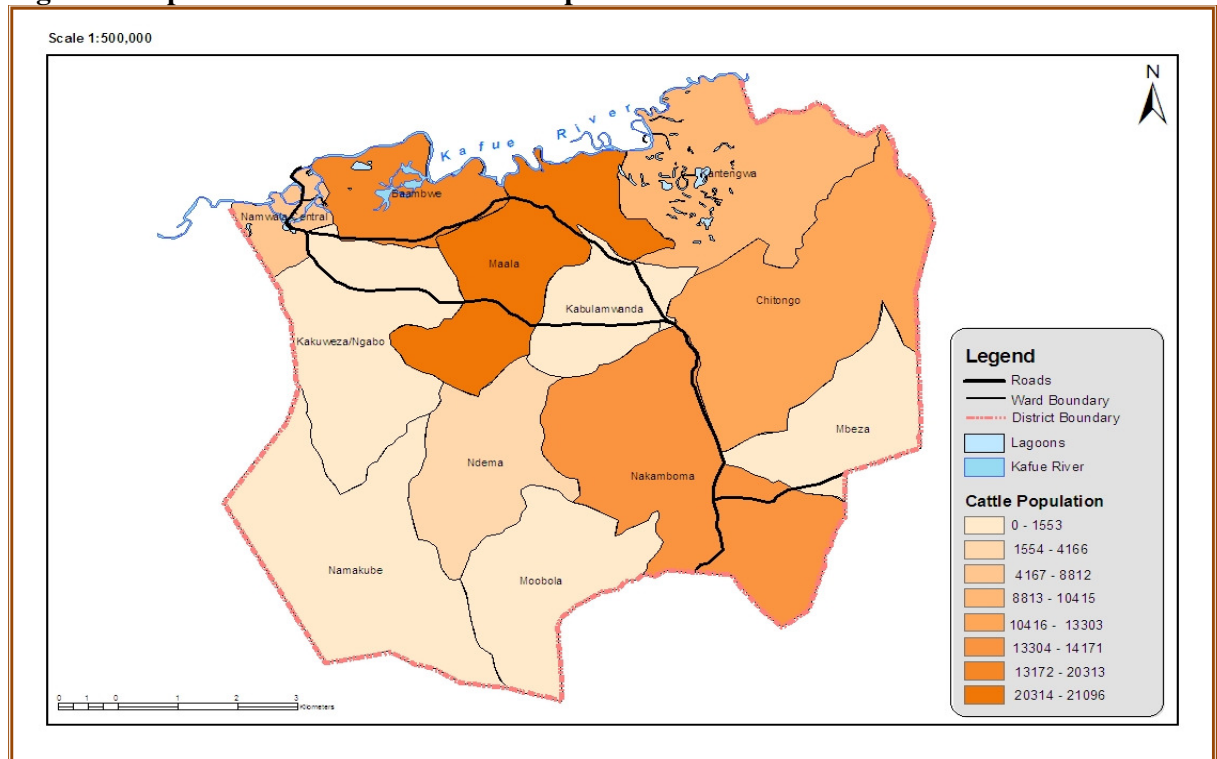 Scale 1:500,000
N
Kafue River
Kantengwa
Baambwe
Namwala Central
Maala
Chitongo
Kabulamwanda
Kakuweza/Ngabo
Mbeza
Ndema
Nakamboma
Namakube
Moobola
Legend
Roads
Ward Boundary
District Boundary
Lagoons
Kafue River
Cattle Population
0 - 1553
1554 - 4166
4167 - 8812
8813 - 10415
10416 - 13303
13304 - 14171
13172 - 20313
20314 - 21096
0 1 0 1 2 3
Kilometers